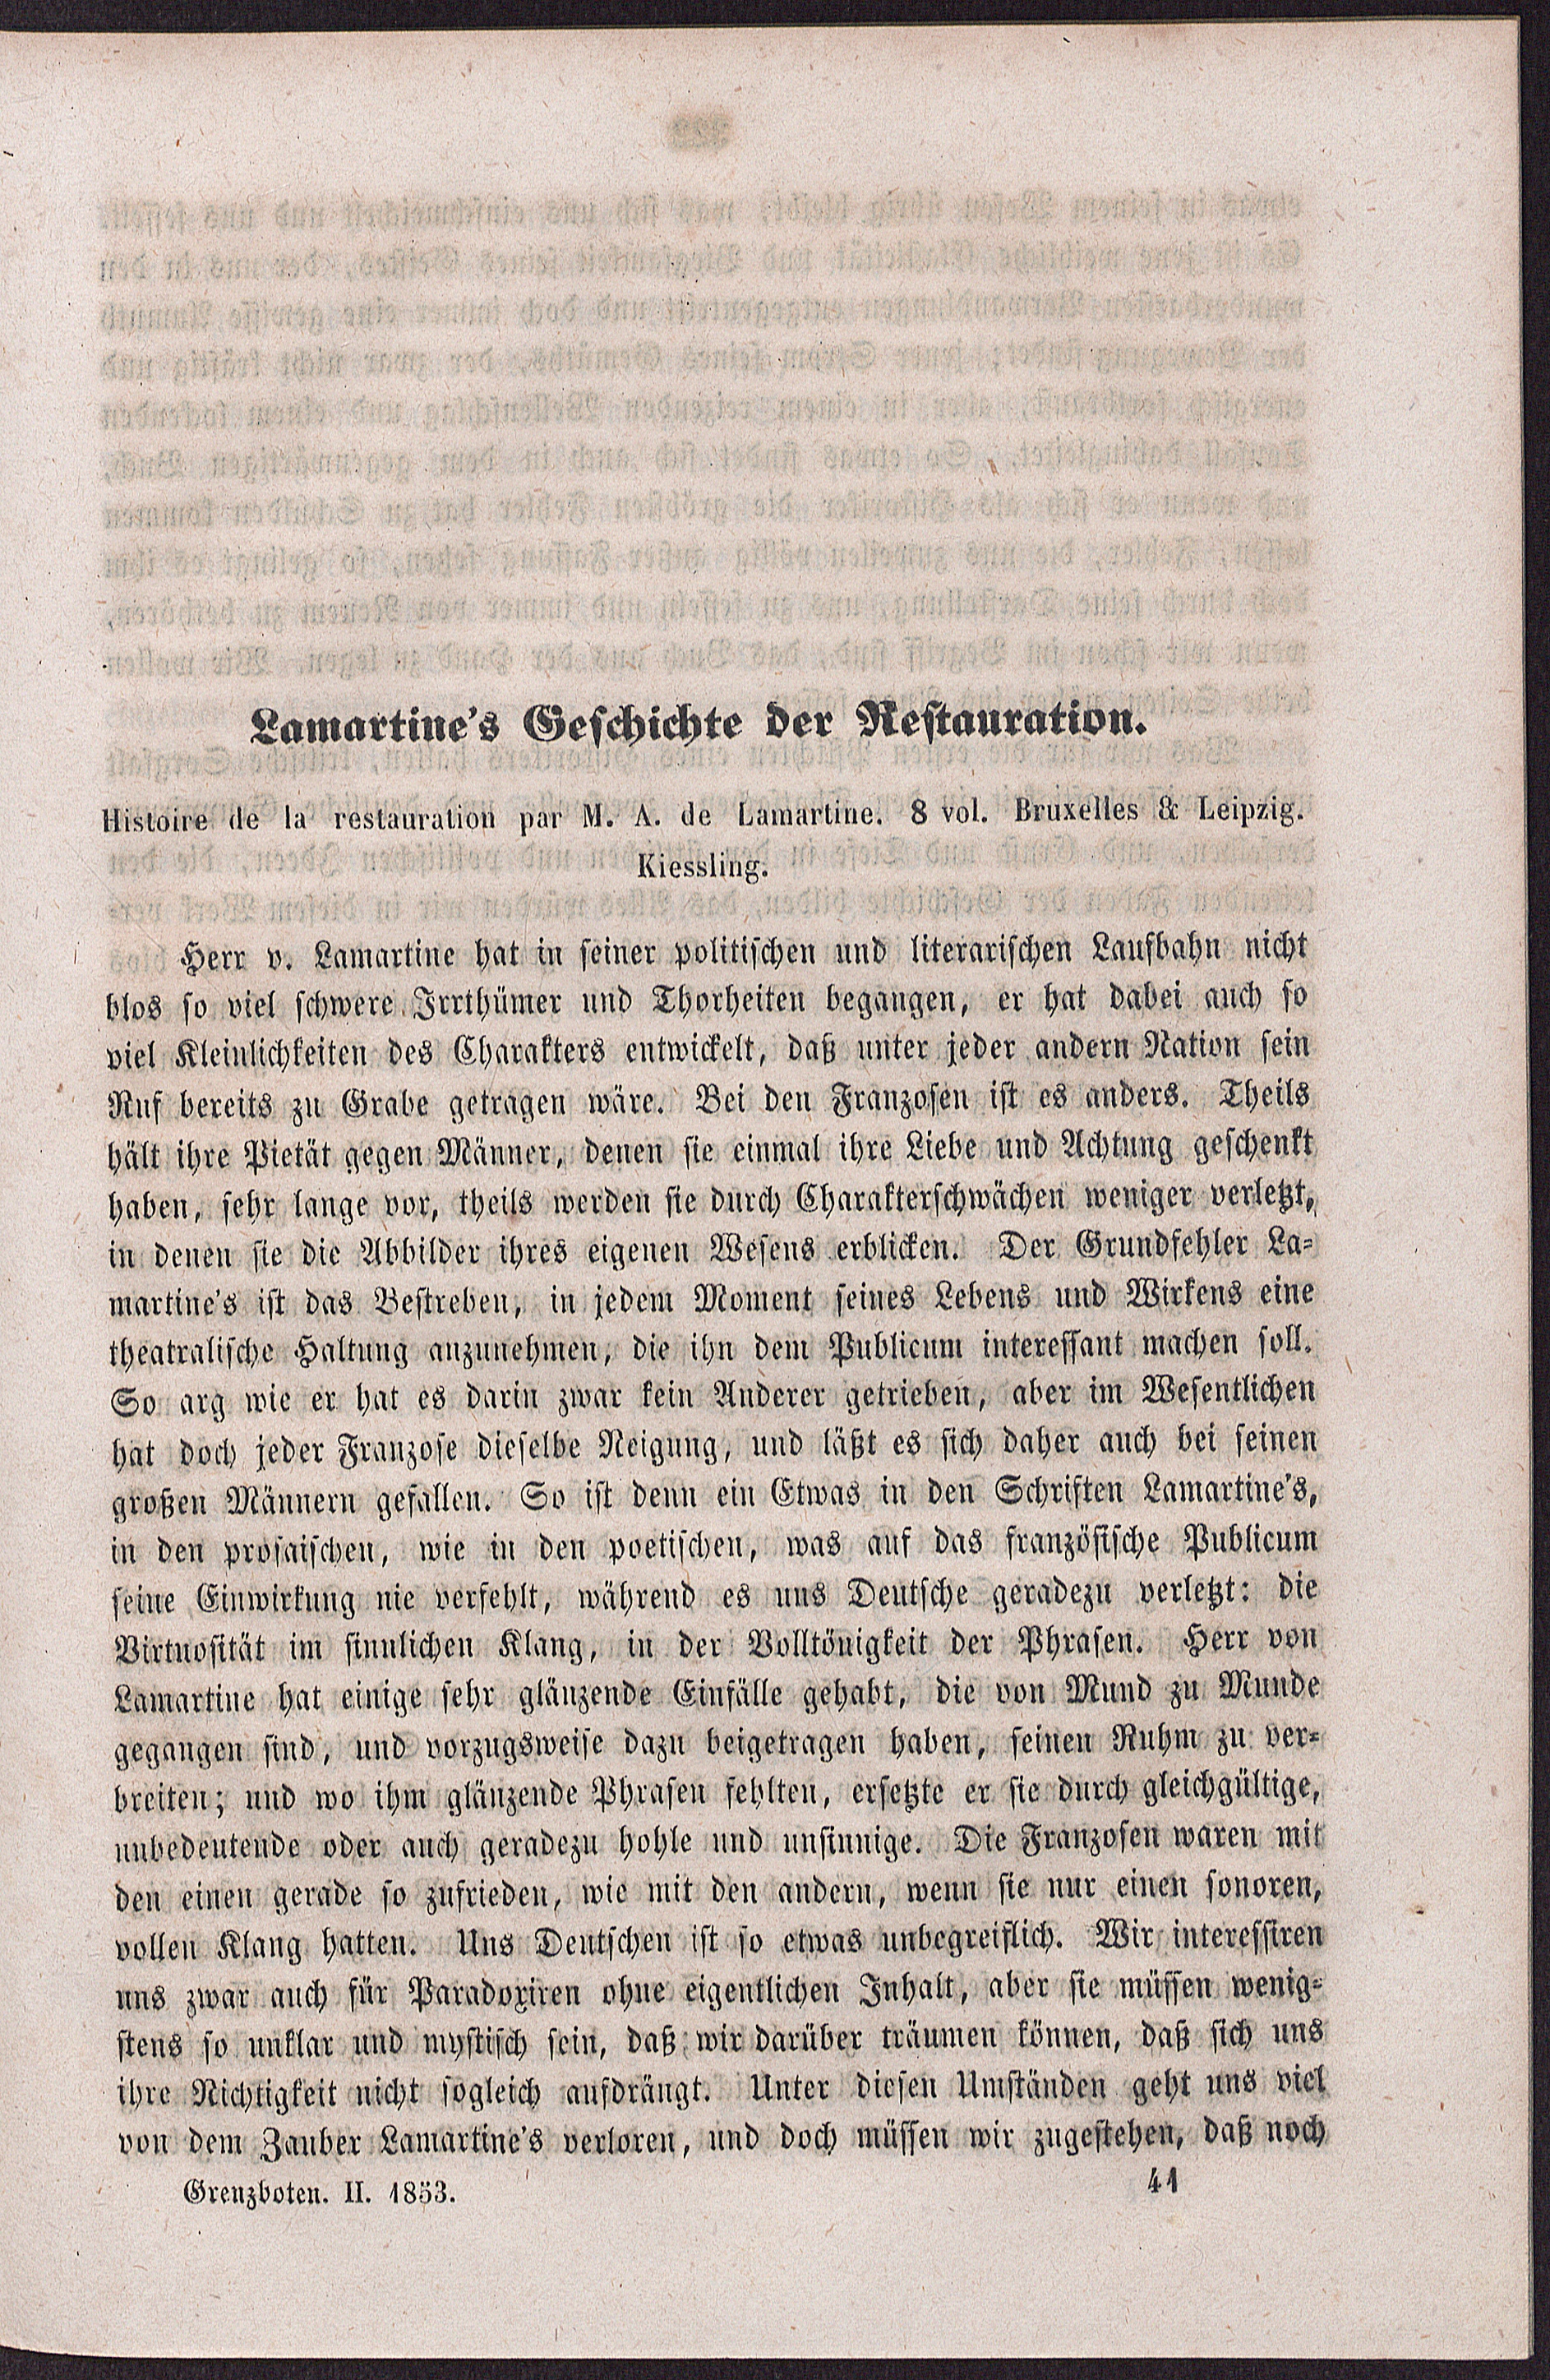 Lamartine's Geschichte der Restauration.
Histoire de la restauration par M. A. de Lamartine. 8 vol. Bruxelles & Leipzig.
Kiessling.
Herr v. Lamartine hat in seiner politischen und literarischen Laufbahn nicht
blos so viel schwere Irrthümer und Thorheiten begangen, er hat dabei auch so
viel Kleinlichkeiten des Charakters entwickelt, daß unter jeder andern Nation sein
Ruf bereits zu Grabe getragen wäre. Bei den Franzosen ist es anders. Theils
hält ihre Pietät gegen Männer, denen sie einmal ihre Liebe und Achtung geschenkt
haben, sehr lange vor, theils werden sie durch Charakterschwächen weniger verletzt,
in denen sie die Abbilder ihres eigenen Wesens erblicken. Der Grundfehler La-
martine's ist das Bestreben, in jedem Moment seines Lebens und Wirkens eine
theatralische Haltung anzunehmen, die ihn dem Publicum interessant machen soll.
So arg wie er hat es darin zwar kein Anderer getrieben, aber im Wesentlichen
hat doch jeder Franzose dieselbe Neigung, und läßt es sich daher auch bei seinen
großen Männern gefallen. So ist denn ein Etwas in den Schriften Lamartine's,
in den prosaischen, wie in den poetischen, was auf das französische Publicum
seine Einwirkung nie verfehlt, während es uns Deutsche geradezu verletzt: die
Virtuosität im sinnlichen Klang, in der Volltönigkeit der Phrasen. Herr von
Lamartine hat einige sehr glänzende Einfälle gehabt, die von Mund zu Munde
gegangen sind, und vorzugsweise dazu beigetragen haben, seinen Ruhm zu ver-
breiten; und wo ihm glänzende Phrasen fehlten, ersetzte er sie durch gleichgültige,
unbedeutende oder auch geradezu hohle und unsinnige. Die Franzosen waren mit
den einen gerade so zufrieden, wie mit den andern, wenn sie nur einen sonoren,
vollen Klang hatten. Uns Deutschen ist so etwas unbegreiflich. Wir interessiren
uns zwar auch für Paradoxiren ohne eigentlichen Inhalt, aber sie müssen wenig-
stens so unklar und mystisch sein, daß wir darüber träumen können, daß sich uns
ihre Nichtigkeit nicht sogleich aufdrängt. Unter diesen Umständen geht uns viel
von dem Zauber Lamartine's verloren, und doch müssen wir zugestehen, daß noch
Grenzboten. II. 1853. 41